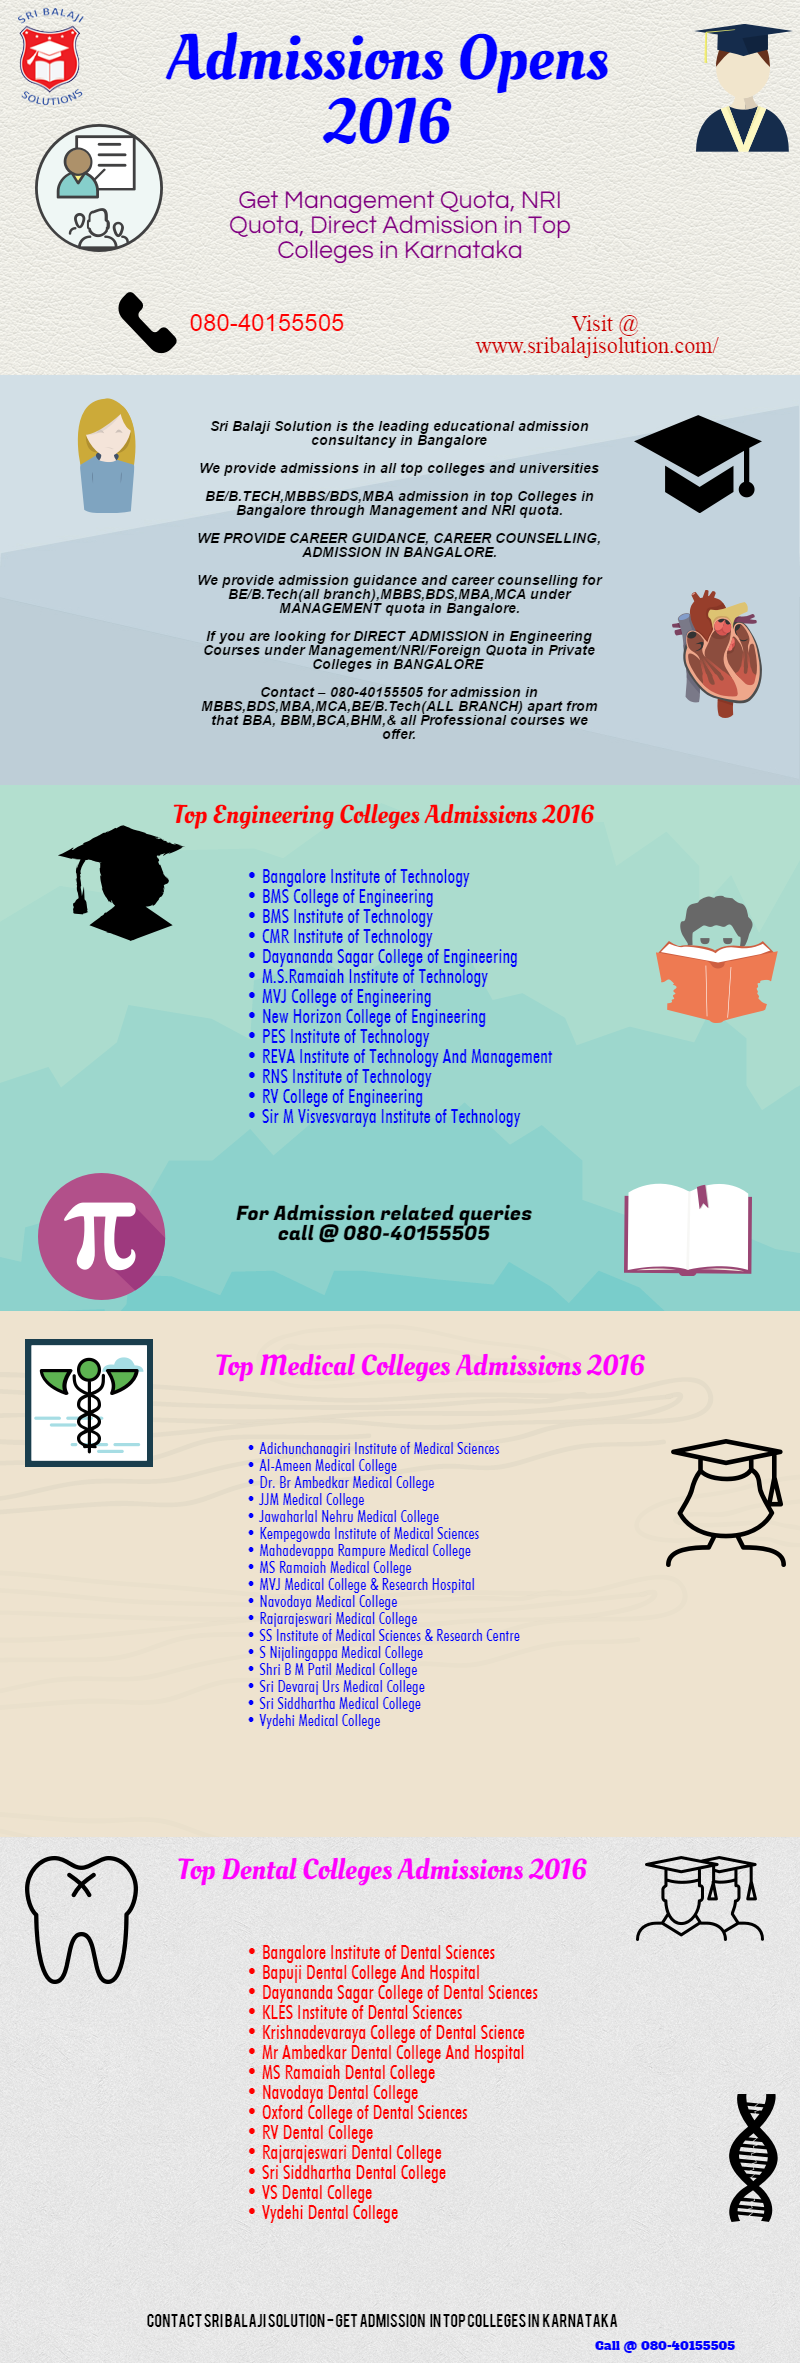 SRI BALAJI
SOLUTIONS
Admissions Opens
2016
Get Management Quota, NRI
Quota, Direct Admission in Top
Colleges in Karnataka
080-40155505
Visit @
www.sribalajisolution.com/
Sri Balaji Solution is the leading educational admission
consultancy in Bangalore
We provide admissions in all top colleges and universities
BE/B.TECH,MBBS/BDS,MBA admission in top Colleges in
Bangalore through Management and NRI quota.
WE PROVIDE CAREER GUIDANCE, CAREER COUNSELLING,
ADMISSION IN BANGALORE.
We provide admission guidance and career counselling for
BE/B.Tech(all branch),MBBS,BDS,MBA,MCA under
MANAGEMENT quota in Bangalore.
If you are looking for DIRECT ADMISSION in Engineering
Courses under Management/NRI/Foreign Quota in Private
Colleges in BANGALORE
Contact – 080-40155505 for admission in
MBBS,BDS,MBA,MCA,BE/B.Tech(ALL BRANCH) apart from
that BBA, BBM,BCA,BHM,& all Professional courses we
offer.
Top Engineering Colleges Admissions 2016
• Bangalore Institute of Technology
• BMS College of Engineering
• BMS Institute of Technology
• CMR Institute of Technology
• Dayananda Sagar College of Engineering
• M.S.Ramaiah Institute of Technology
• MVJ College of Engineering
• New Horizon College of Engineering
• PES Institute of Technology
• REVA Institute of Technology And Management
• RNS Institute of Technology
• RV College of Engineering
• Sir M Visvesvaraya Institute of Technology
π
For Admission related queries
call @ 080-40155505
Top Medical Colleges Admissions 2016
• Adichunchanagiri Institute of Medical Sciences
• Al-Ameen Medical College
• Dr. Br Ambedkar Medical College
• JJM Medical College
• Jawaharlal Nehru Medical College
• Kempegowda Institute of Medical Sciences
• Mahadevappa Rampure Medical College
• MS Ramaiah Medical College
• MVJ Medical College & Research Hospital
• Navodaya Medical College
• Rajarajeswari Medical College
• SS Institute of Medical Sciences & Research Centre
• S Nijalingappa Medical College
• Shri B M Patil Medical College
• Sri Devaraj Urs Medical College
• Sri Siddhartha Medical College
• Vydehi Medical College
Top Dental Colleges Admissions 2016
• Bangalore Institute of Dental Sciences
• Bapuji Dental College And Hospital
• Dayananda Sagar College of Dental Sciences
• KLES Institute of Dental Sciences
• Krishnadevaraya College of Dental Science
• Mr Ambedkar Dental College And Hospital
• MS Ramaiah Dental College
• Navodaya Dental College
• Oxford College of Dental Sciences
• RV Dental College
• Rajarajeswari Dental College
• Sri Siddhartha Dental College
• VS Dental College
• Vydehi Dental College
CONTACT SRI BALAJI SOLUTION – GET ADMISSION IN TOP COLLEGES IN KARNATAKA
Call @ 080-40155505